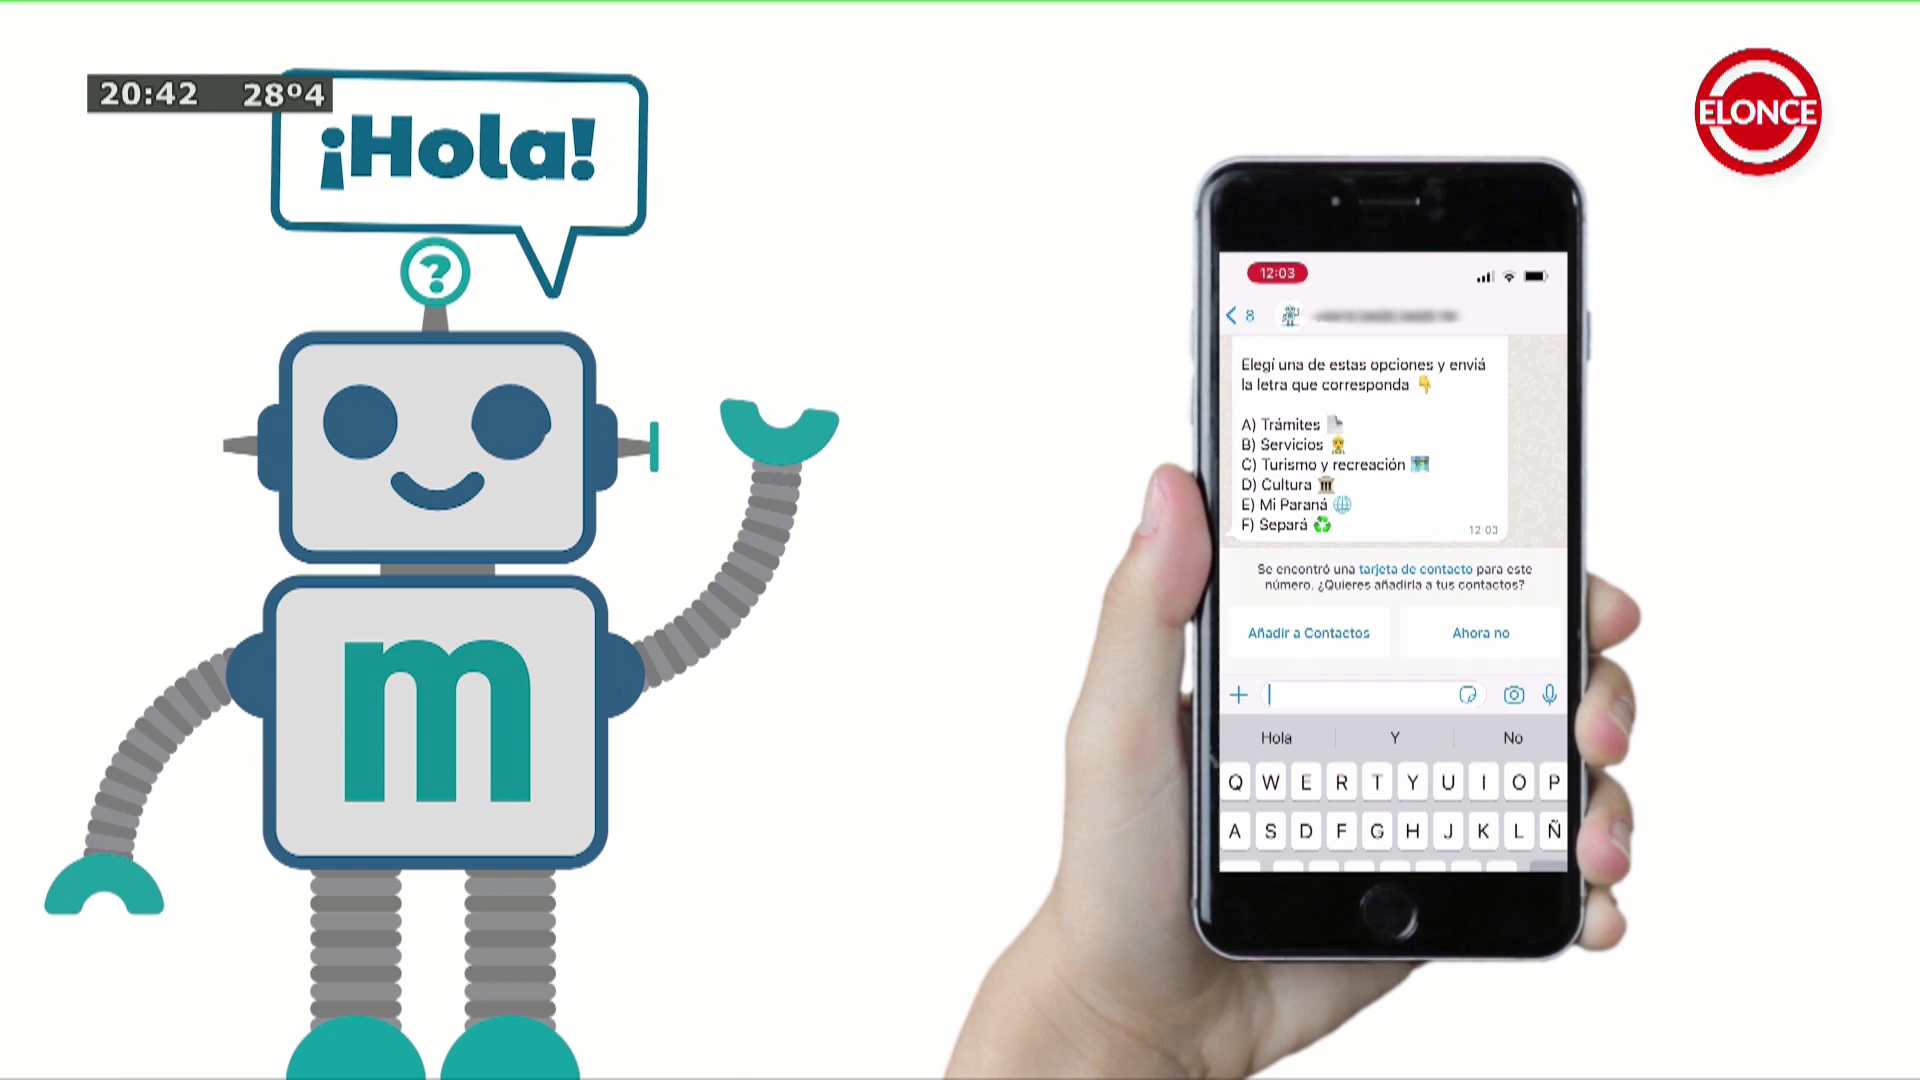 20:42 28º4
¡Hola!
?
m
ELONCE
12:03
8
Elegí una de estas opciones y enviá
la letra que corresponda
A) Trámites
B) Servicios
C) Turismo y recreación
D) Cultura
E) Mi Paraná
F) Separá
12:03
Se encontró una tarjeta de contacto para este
número. ¿Quieres añadirla a tus contactos?
Añadir a Contactos
Ahora no
Hola Y No
Q W E R T Y U I O P
A S D F G H J K L Ñ